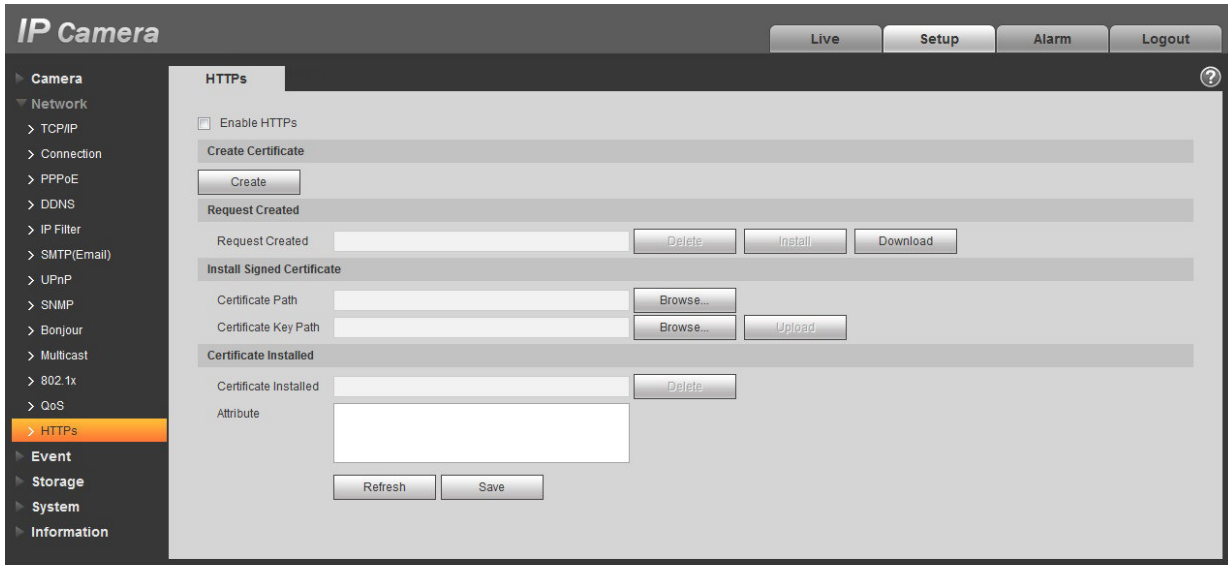 IP Camera
Live Setup Alarm Logout
Camera
Network
TCP/IP
Connection
PPPoE
DDNS
IP Filter
SMTP(Email)
UPnP
SNMP
Bonjour
Multicast
802.1x
QoS
HTTPs
Event
Storage
System
Information
HTTPs
?
Enable HTTPs
Create Certificate
Create
Request Created
Request Created Delete Install Download
Install Signed Certificate
Certificate Path Browse...
Certificate Key Path Browse... Upload
Certificate Installed
Certificate Installed Delete
Attribute
Refresh Save